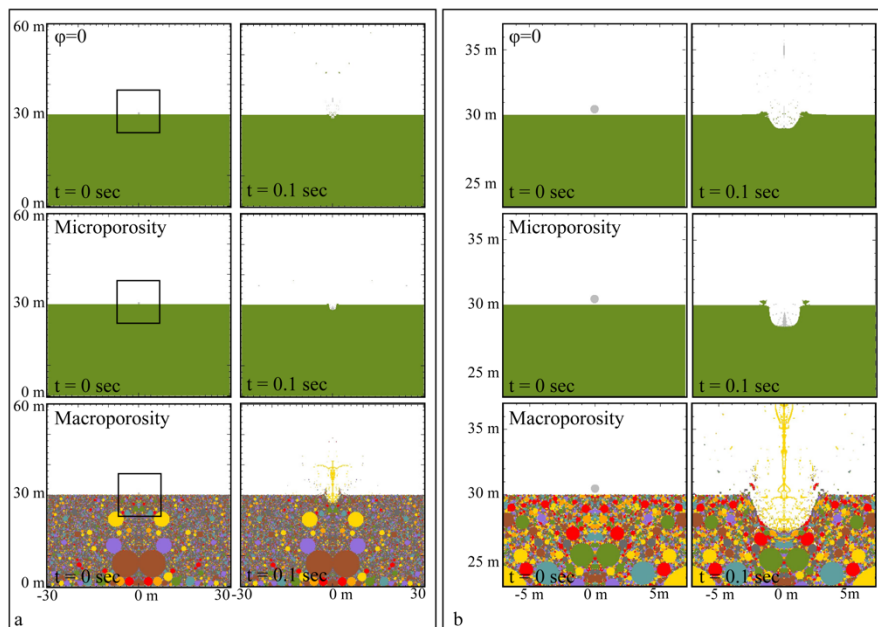 60 m
φ=0
30 m
0 m
t = 0 sec
t = 0.1 sec
60 m
Microporosity
30 m
0 m
t = 0 sec
t = 0.1 sec
60 m
Macroporosity
30 m
0 m
t = 0 sec
t = 0.1 sec
-30
0 m
30
-30
0 m
30
a
φ=0
35 m
30 m
25 m
t = 0 sec
t = 0.1 sec
Microporosity
35 m
30 m
25 m
t = 0 sec
t = 0.1 sec
Macroporosity
35 m
30 m
25 m
t = 0 sec
t = 0.1 sec
-5 m
0 m
5m
-5 m
0 m
5m
b